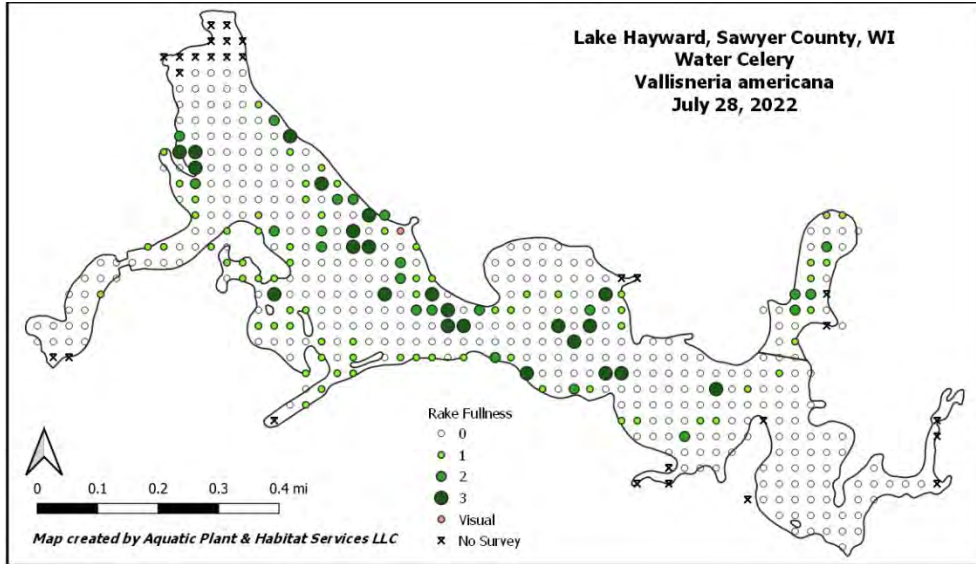 Lake Hayward, Sawyer County, WI
Water Celery
Vallisneria americana
July 28, 2022
Rake Fullness
0
1
2
3
Visual
No Survey
0 0.1 0.2 0.3 0.4 mi
Map created by Aquatic Plant & Habitat Services LLC